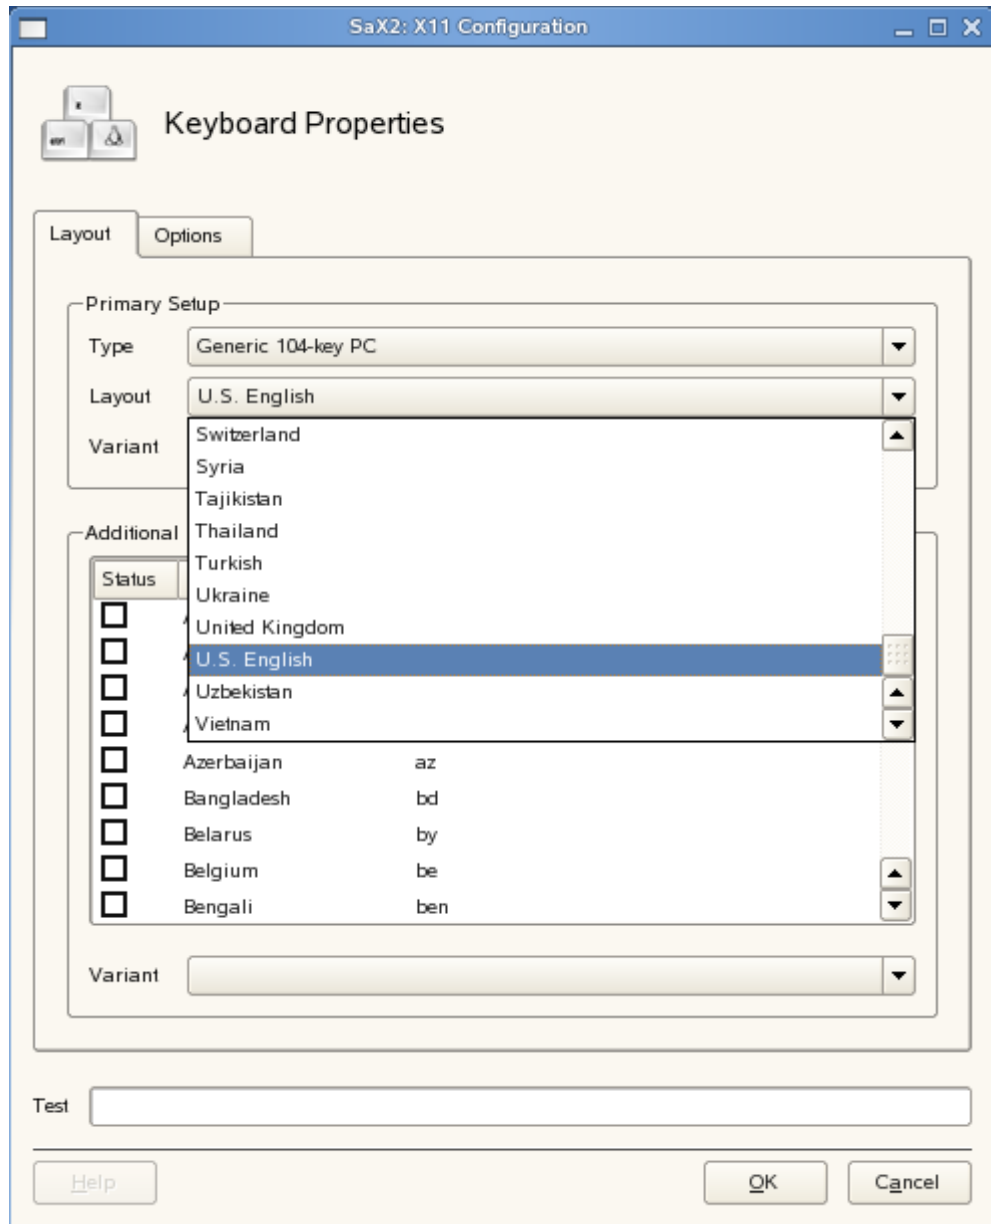 SaX2: X11 Configuration
Keyboard Properties
Layout Options
Primary Setup
Type Generic 104-key PC
Layout U.S. English
Variant
Switzerland
Syria
Tajikistan
Thailand
Turkish
Ukraine
United Kingdom
U.S. English
Uzbekistan
Vietnam
Additional
Status
Azerbaijan az
Bangladesh bd
Belarus by
Belgium be
Bengali ben
Variant
Test
Help OK Cancel